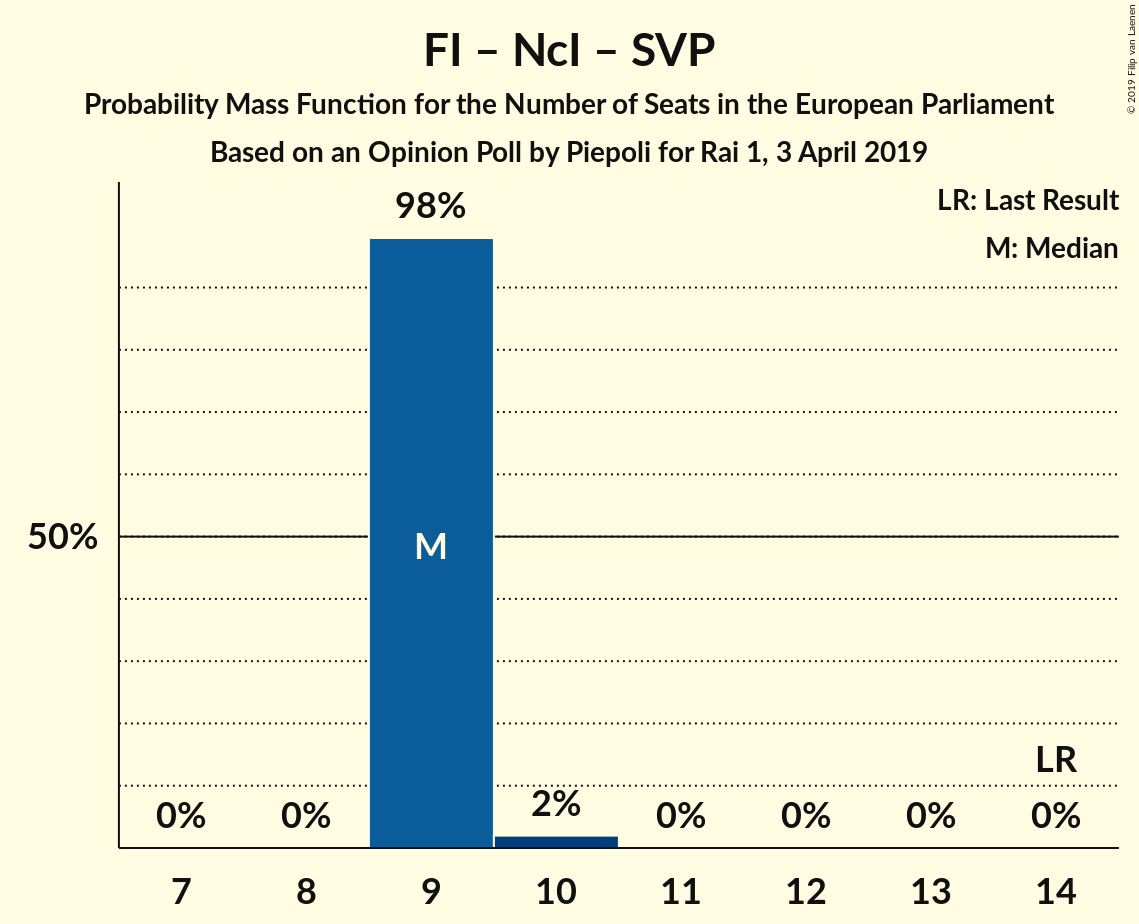 FI – NcI – SVP
Probability Mass Function for the Number of Seats in the European Parliament
Based on an Opinion Poll by Piepoli for Rai 1, 3 April 2019
© 2019 Filip van Laenen
LR: Last Result
M: Median
98%
50%
M
LR
0%
0%
2%
0%
0%
0%
0%
7
8
9
10
11
12
13
14